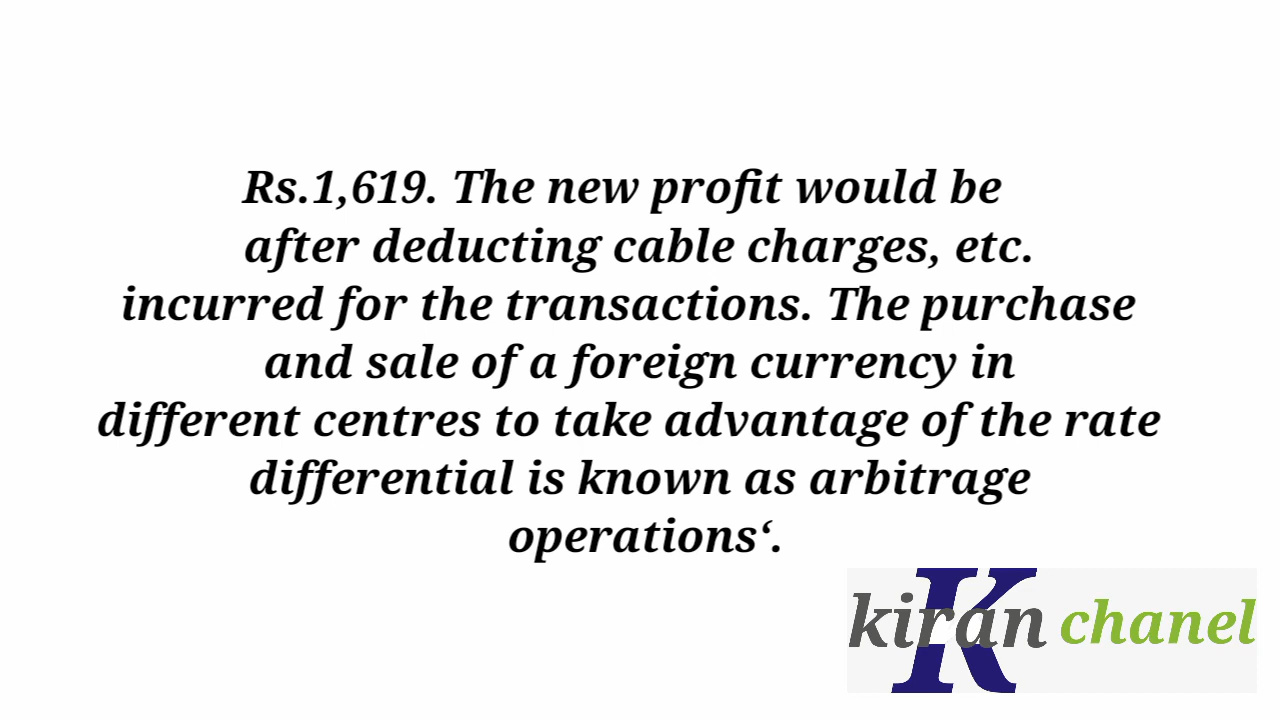 Rs.1,619. The new profit would be
after deducting cable charges, etc.
incurred for the transactions. The purchase
and sale of a foreign currency in
different centres to take advantage of the rate
differential is known as arbitrage
operations‘.
K
kiran chanel